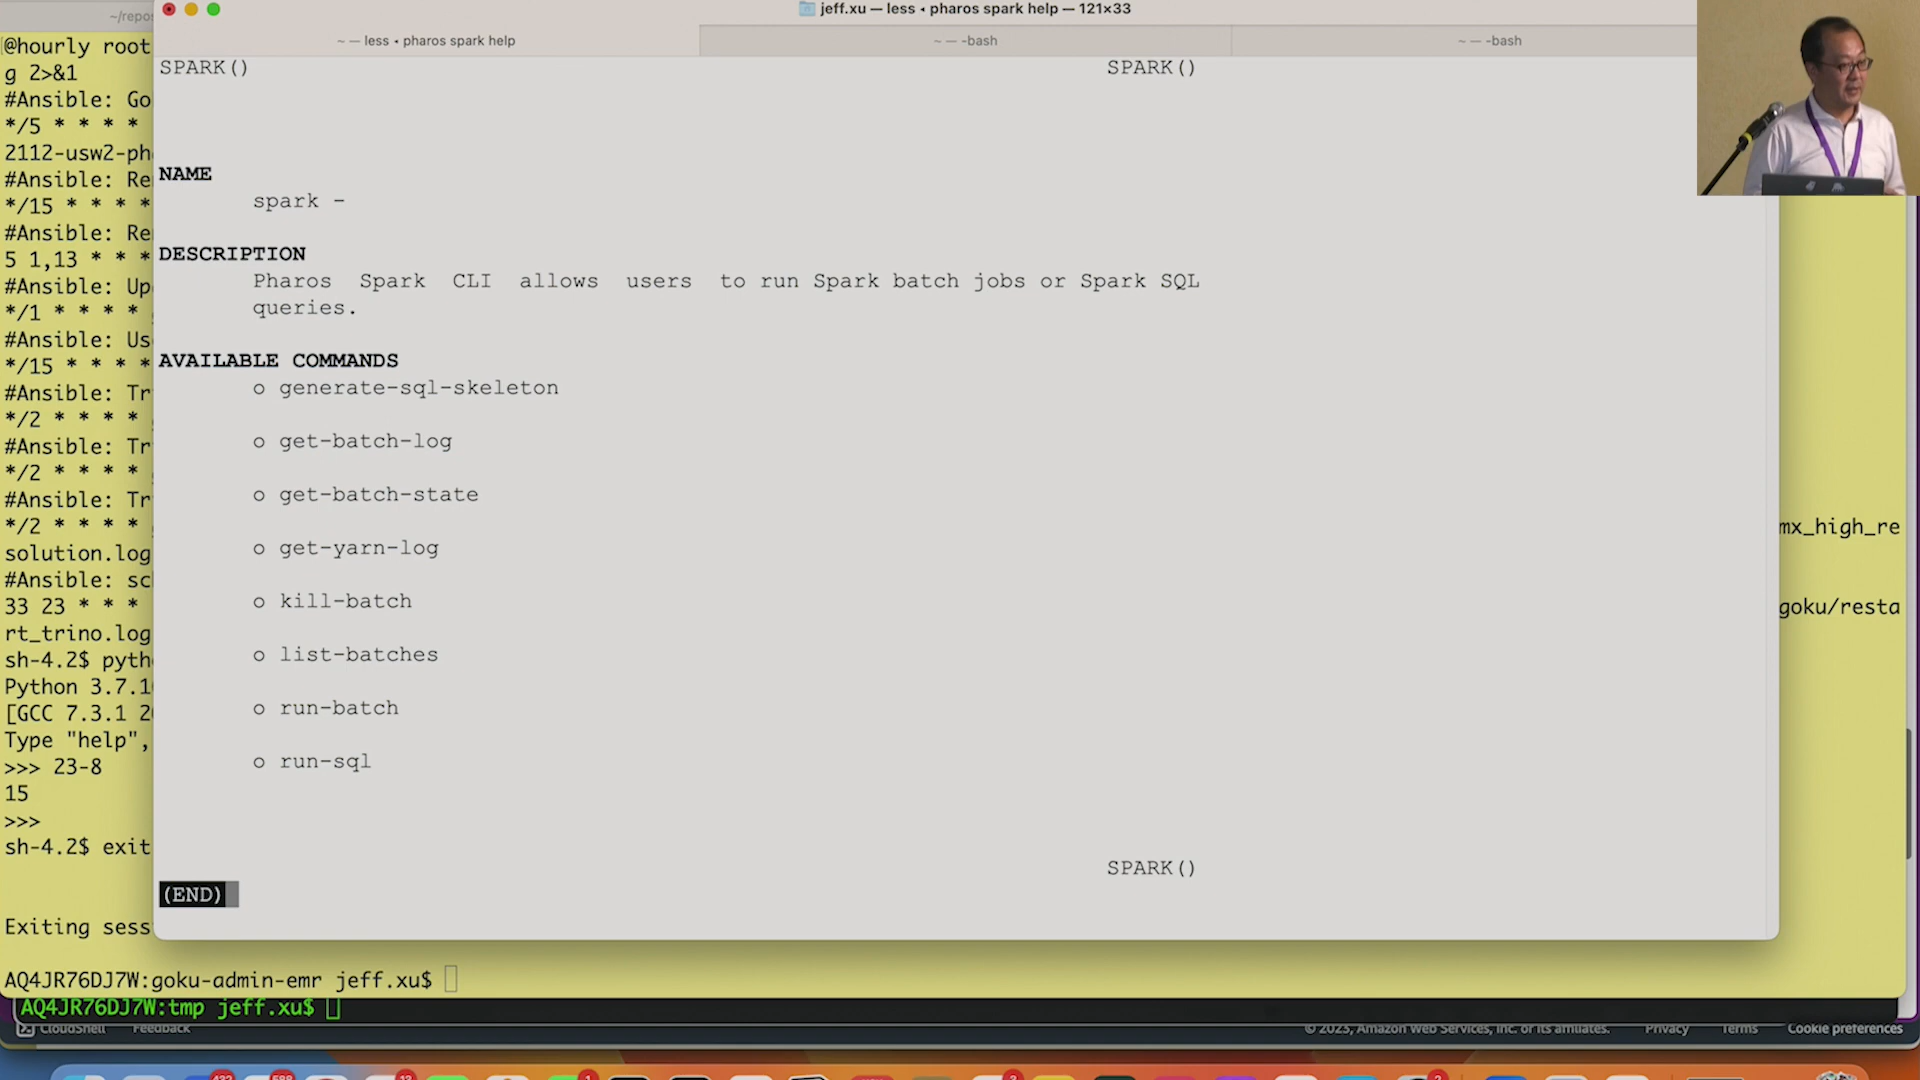 ~/repos
jeff.xu — less ◂ pharos spark help — 121×33
~ — less ◂ pharos spark help
~ — -bash
~ — -bash
SPARK() SPARK()
NAME
spark -
DESCRIPTION
Pharos Spark CLI allows users to run Spark batch jobs or Spark SQL
queries.
AVAILABLE COMMANDS
o generate-sql-skeleton
o get-batch-log
o get-batch-state
o get-yarn-log
o kill-batch
o list-batches
o run-batch
o run-sql
SPARK()
(END)
@hourly root
g 2>&1
#Ansible: Go
*/5 * * * *
2112-usw2-ph
#Ansible: Re
*/15 * * * *
#Ansible: Re
5 1,13 * * *
#Ansible: Up
*/1 * * * *
#Ansible: Us
*/15 * * * *
#Ansible: Tr
*/2 * * * *
#Ansible: Tr
*/2 * * * *
#Ansible: Tr
*/2 * * * * mx_high_re
solution.log
#Ansible: sc
33 23 * * * goku/resta
rt_trino.log
sh-4.2$ pyth
Python 3.7.1
[GCC 7.3.1 2
Type "help",
>>> 23-8
15
>>>
sh-4.2$ exit
Exiting sess
AQ4JR76DJ7W:goku-admin-emr jeff.xu$
AQ4JR76DJ7W:tmp jeff.xu$
CloudShell Feedback © 2023, Amazon Web Services, Inc. or its affiliates. Privacy Terms Cookie preferences